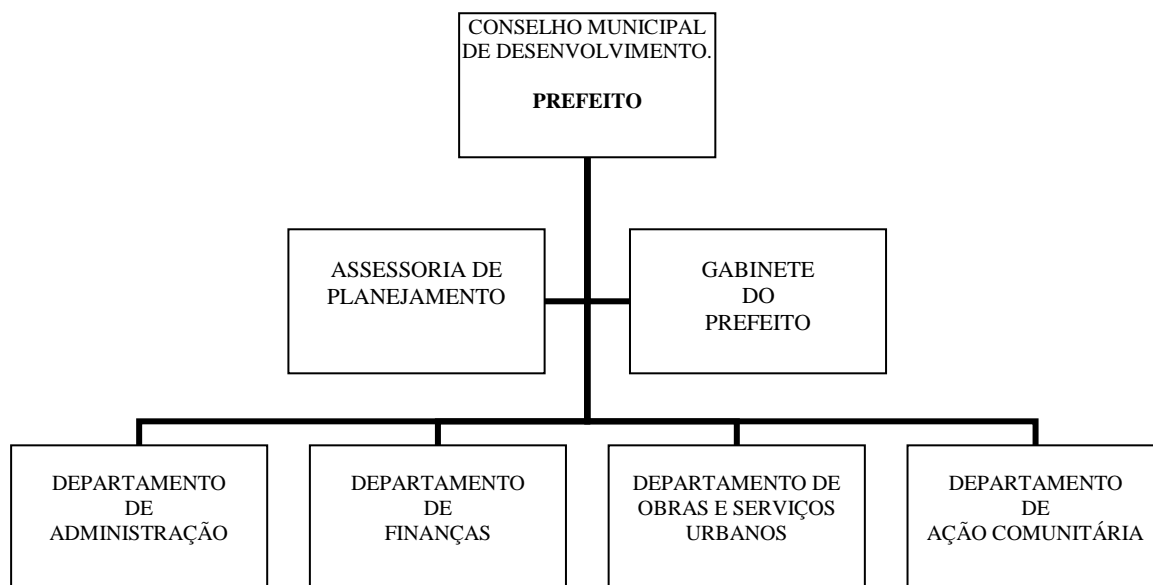 CONSELHO MUNICIPAL
DE DESENVOLVIMENTO.
PREFEITO
ASSESSORIA DE
PLANEJAMENTO
GABINETE
DO
PREFEITO
DEPARTAMENTO
DE
ADMINISTRAÇÃO
DEPARTAMENTO
DE
FINANÇAS
DEPARTAMENTO DE
OBRAS E SERVIÇOS
URBANOS
DEPARTAMENTO
DE
AÇÃO COMUNITÁRIA